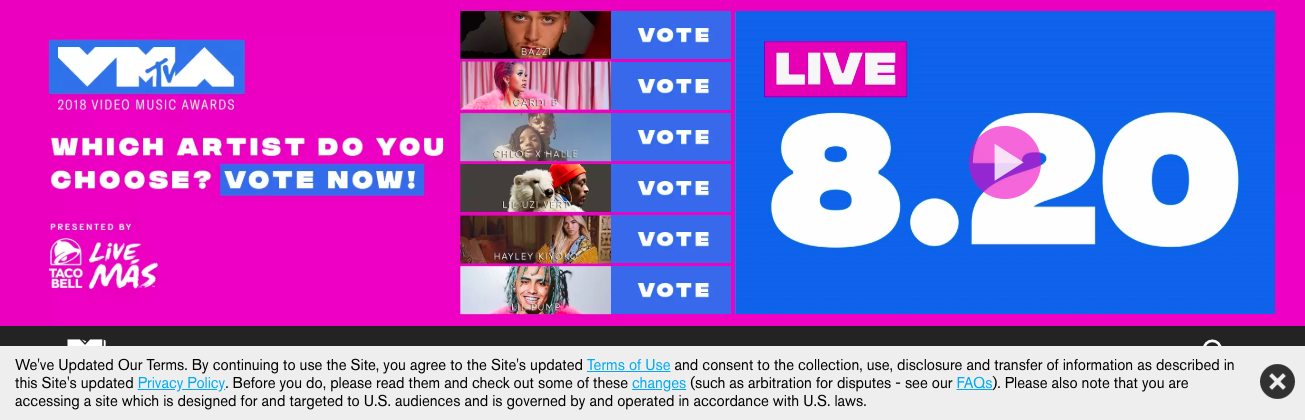 VMA
MTV
2018 VIDEO MUSIC AWARDS
WHICH ARTIST DO YOU
CHOOSE? VOTE NOW!
PRESENTED BY
TACO
BELL
LIVE
MÁS
BAZZI
VOTE
CARDI B
VOTE
CHLOE X HALLE
VOTE
LIL UZI VERT
VOTE
HAYLEY KIYOKO
VOTE
LIL PUMP
VOTE
LIVE
8.20
We've Updated Our Terms. By continuing to use the Site, you agree to the Site's updated Terms of Use and consent to the collection, use, disclosure and transfer of information as described in
this Site's updated Privacy Policy. Before you do, please read them and check out some of these changes (such as arbitration for disputes - see our FAQs). Please also note that you are
accessing a site which is designed for and targeted to U.S. audiences and is governed by and operated in accordance with U.S. laws.